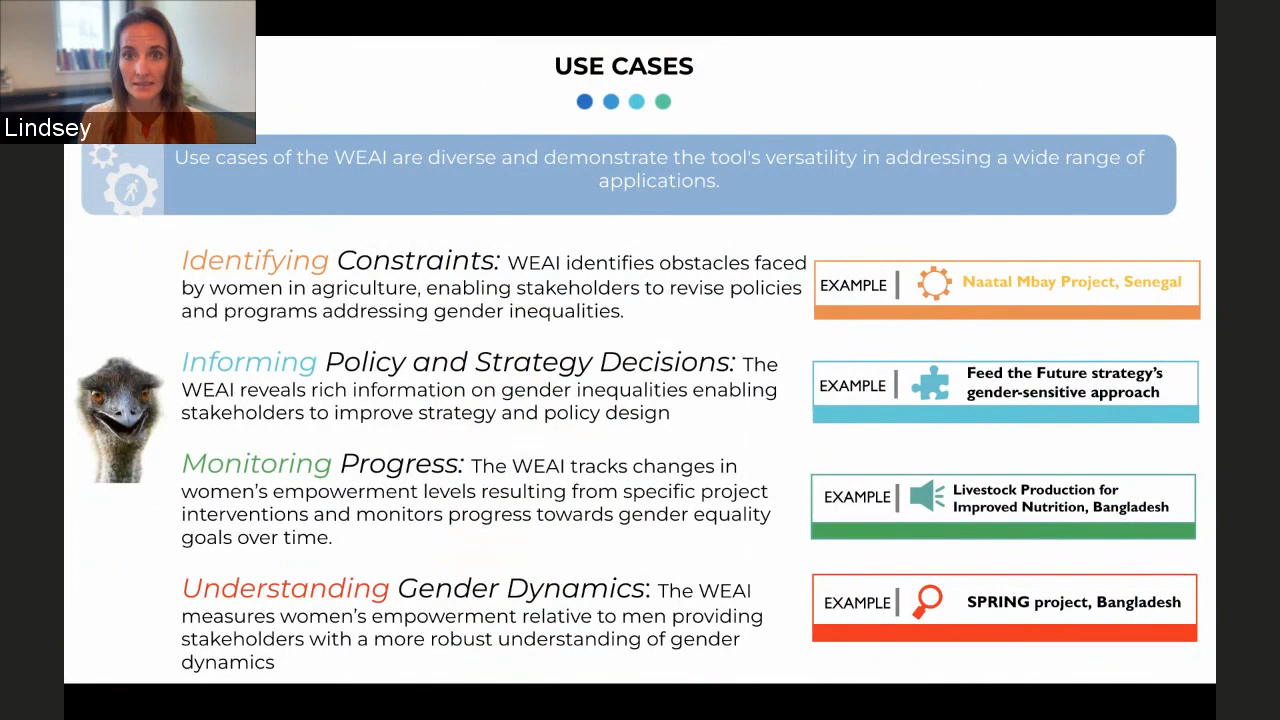 Lindsey
USE CASES
Use cases of the WEAI are diverse and demonstrate the tool's versatility in addressing a wide range of
applications.
Identifying Constraints: WEAI identifies obstacles faced
by women in agriculture, enabling stakeholders to revise policies
and programs addressing gender inequalities.
EXAMPLE
Naatal Mbay Project, Senegal
Informing Policy and Strategy Decisions: The
WEAI reveals rich information on gender inequalities enabling
stakeholders to improve strategy and policy design
EXAMPLE
Feed the Future strategy's
gender-sensitive approach
Monitoring Progress: The WEAI tracks changes in
women's empowerment levels resulting from specific project
interventions and monitors progress towards gender equality
goals over time.
EXAMPLE
Livestock Production for
Improved Nutrition, Bangladesh
Understanding Gender Dynamics: The WEAI
measures women's empowerment relative to men providing
stakeholders with a more robust understanding of gender
dynamics
EXAMPLE
SPRING project, Bangladesh